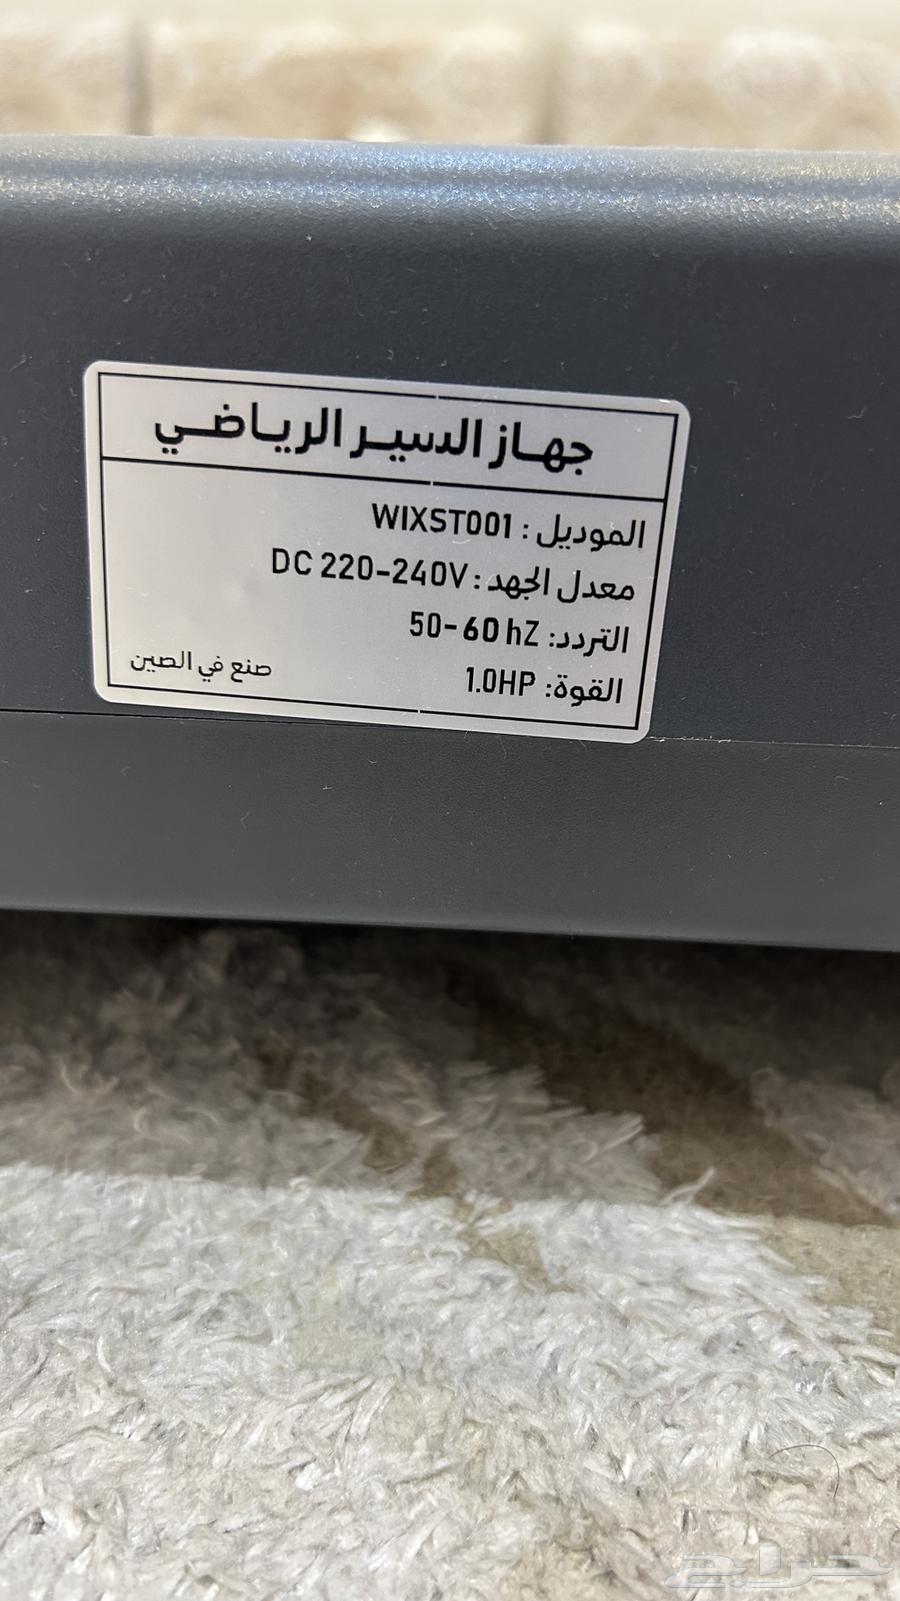 جهاز السير الرياضي
الموديل : WIXST001
معدل الجهد : DC 220-240V
التردد: 50-60 hZ
القوة: 1.0HP
صنع في الصين
حراج